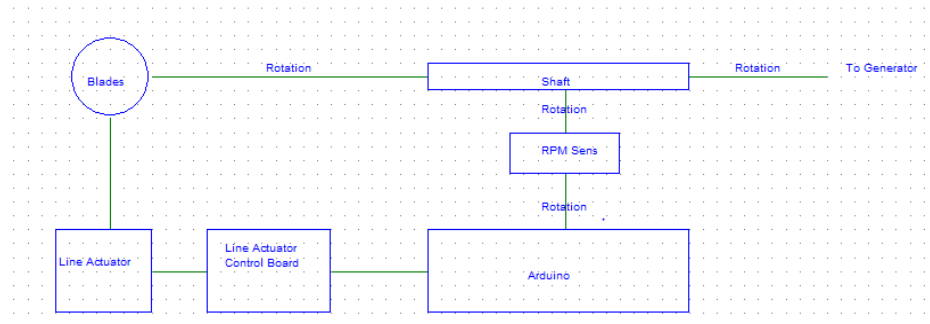 Rotation
Rotation
To Generator
Blades
Shaft
Rotation
RPM Sens
Rotation
Line Actuator
Control Board
Line Actuator
Arduino